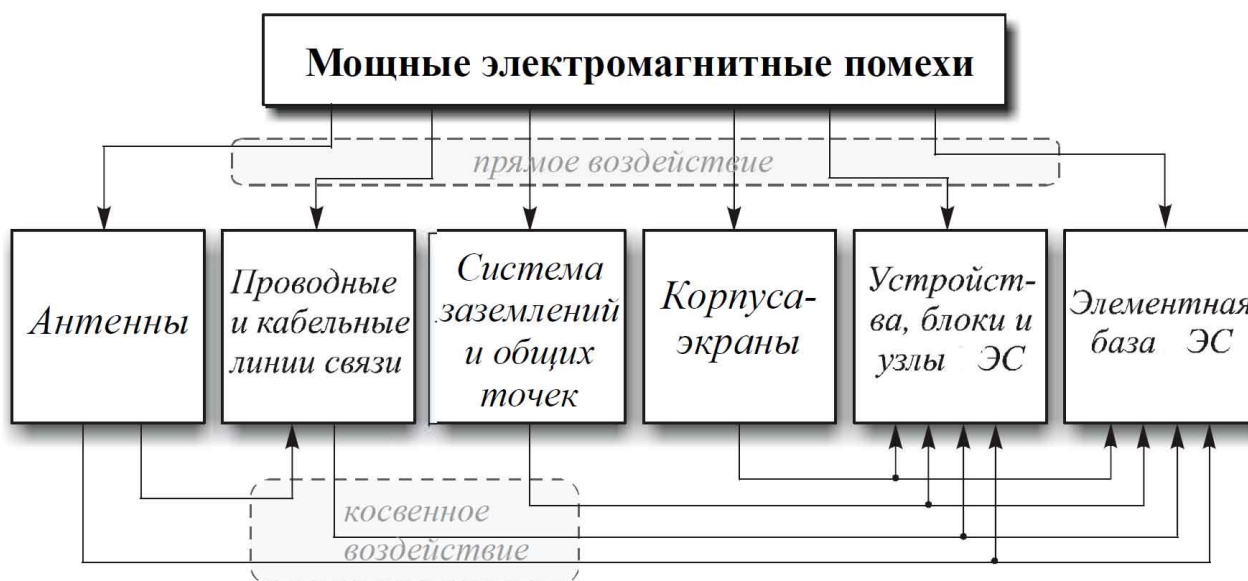 Мощные электромагнитные помехи
прямое воздействие
Антенны
Проводные
и кабельные
линии связи
Система
заземлений
и общих
точек
Корпуса-
экраны
Устройст-
ва, блоки и
узлы ЭС
Элементная
база ЭС
косвенное
воздействие